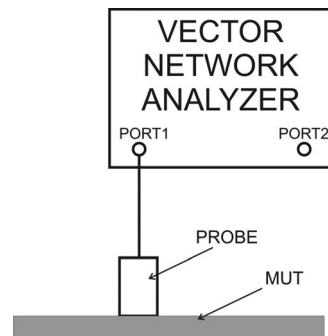 VECTOR
NETWORK
ANALYZER
PORT1 PORT2
PROBE
MUT